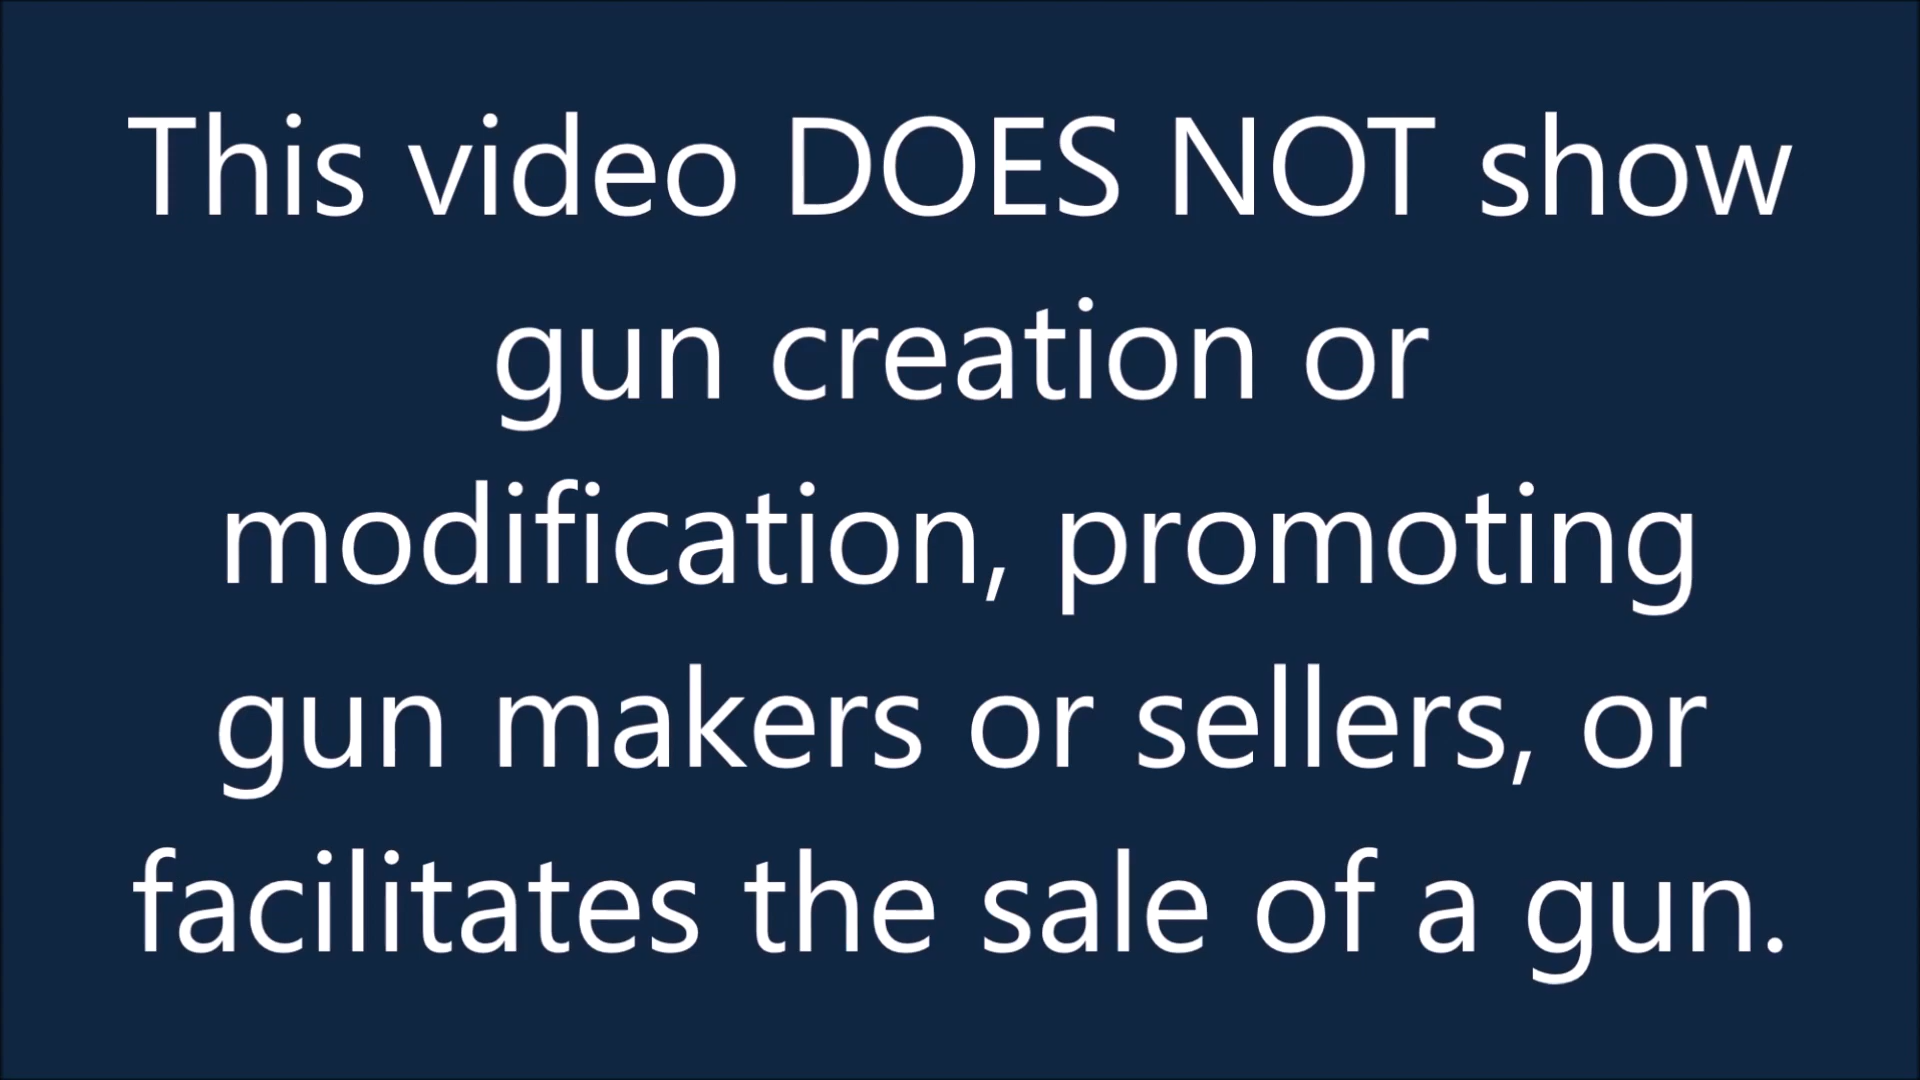 This video DOES NOT show
gun creation or
modification, promoting
gun makers or sellers, or
facilitates the sale of a gun.